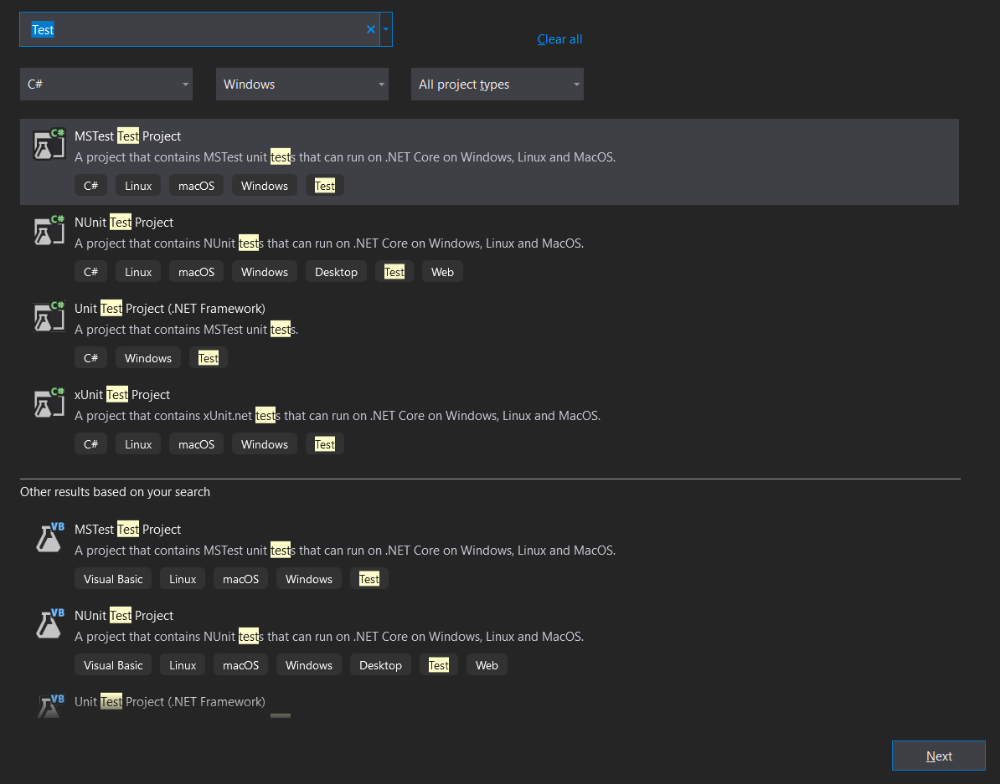 Test
Clear all
C# Windows All project types
C#
MSTest Test Project
A project that contains MSTest unit tests that can run on .NET Core on Windows, Linux and MacOS.
C# Linux macOS Windows Test
C#
NUnit Test Project
A project that contains NUnit tests that can run on .NET Core on Windows, Linux and MacOS.
C# Linux macOS Windows Desktop Test Web
C#
Unit Test Project (.NET Framework)
A project that contains MSTest unit tests.
C# Windows Test
C#
xUnit Test Project
A project that contains xUnit.net tests that can run on .NET Core on Windows, Linux and MacOS.
C# Linux macOS Windows Test
Other results based on your search
VB
MSTest Test Project
A project that contains MSTest unit tests that can run on .NET Core on Windows, Linux and MacOS.
Visual Basic Linux macOS Windows Test
VB
NUnit Test Project
A project that contains NUnit tests that can run on .NET Core on Windows, Linux and MacOS.
Visual Basic Linux macOS Windows Desktop Test Web
VB
Unit Test Project (.NET Framework)
Next